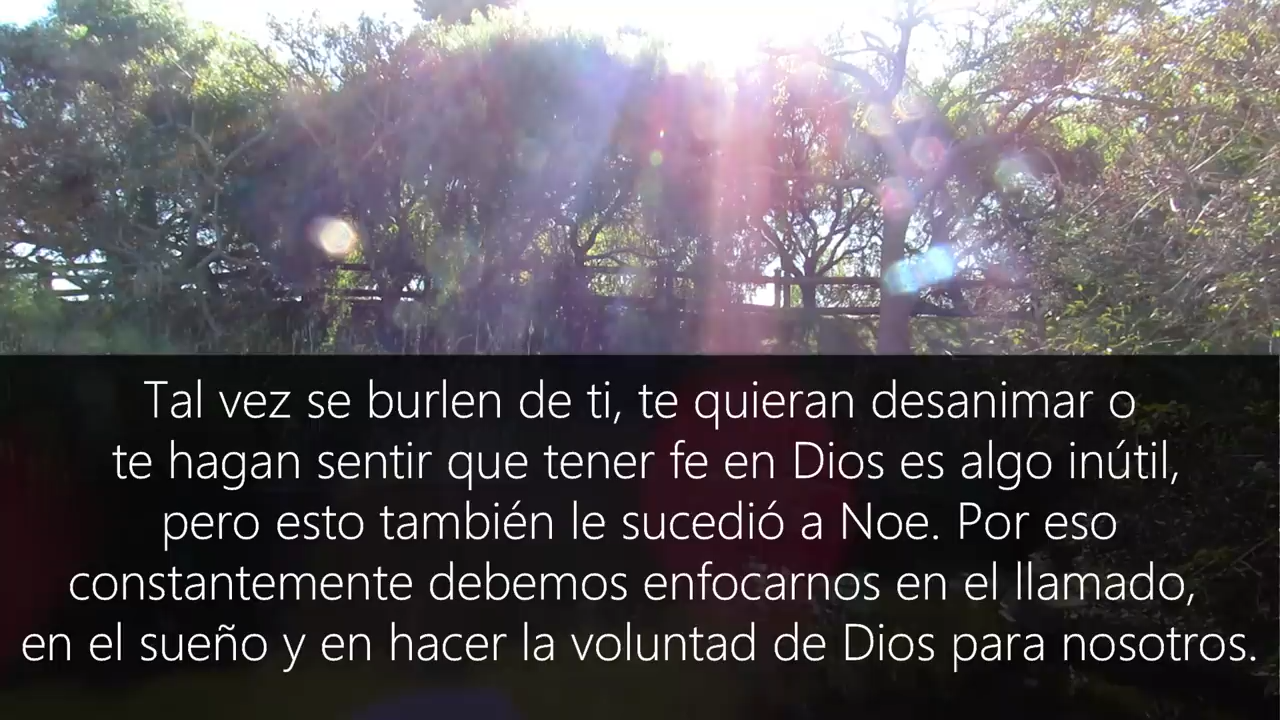 Tal vez se burlen de ti, te quieran desanimar o
te hagan sentir que tener fe en Dios es algo inútil,
pero esto también le sucedió a Noe. Por eso
constantemente debemos enfocarnos en el llamado,
en el sueño y en hacer la voluntad de Dios para nosotros.